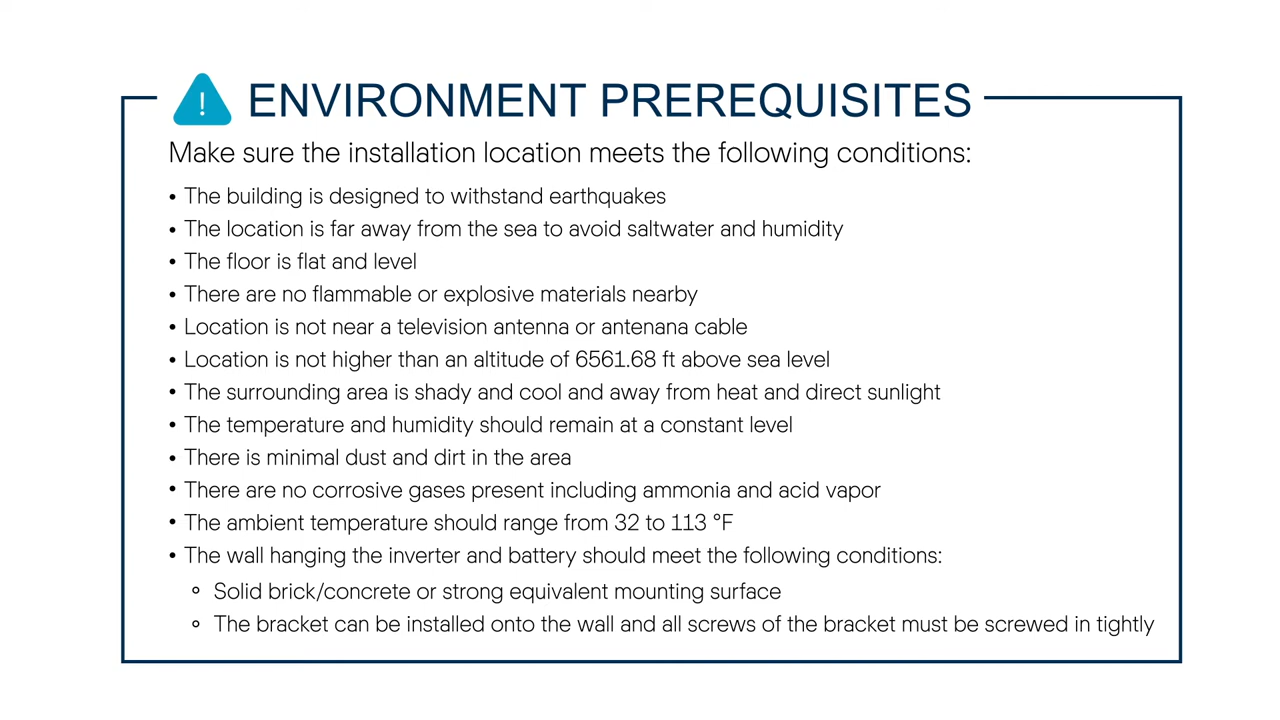 ! ENVIRONMENT PREREQUISITES
Make sure the installation location meets the following conditions:
• The building is designed to withstand earthquakes
• The location is far away from the sea to avoid saltwater and humidity
• The floor is flat and level
• There are no flammable or explosive materials nearby
• Location is not near a television antenna or antenana cable
• Location is not higher than an altitude of 6561.68 ft above sea level
• The surrounding area is shady and cool and away from heat and direct sunlight
• The temperature and humidity should remain at a constant level
• There is minimal dust and dirt in the area
• There are no corrosive gases present including ammonia and acid vapor
• The ambient temperature should range from 32 to 113 °F
• The wall hanging the inverter and battery should meet the following conditions:
◦ Solid brick/concrete or strong equivalent mounting surface
◦ The bracket can be installed onto the wall and all screws of the bracket must be screwed in tightly